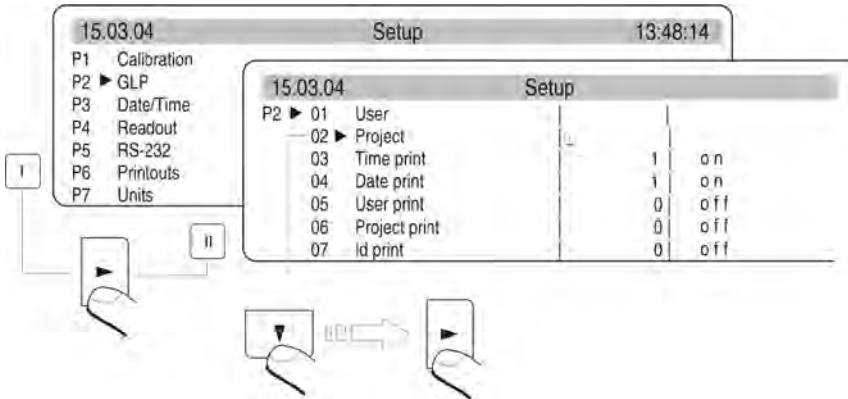 15.03.04 Setup 13:48:14
P1 Calibration
P2 ► GLP
P3 Date/Time
P4 Readout
P5 RS-232
P6 Printouts
P7 Units
15.03.04 Setup
P2 ► 01 User
02 ► Project
03 Time print 1 on
04 Date print 1 on
05 User print 0 off
06 Project print 0 off
07 Id print 0 off
I
II